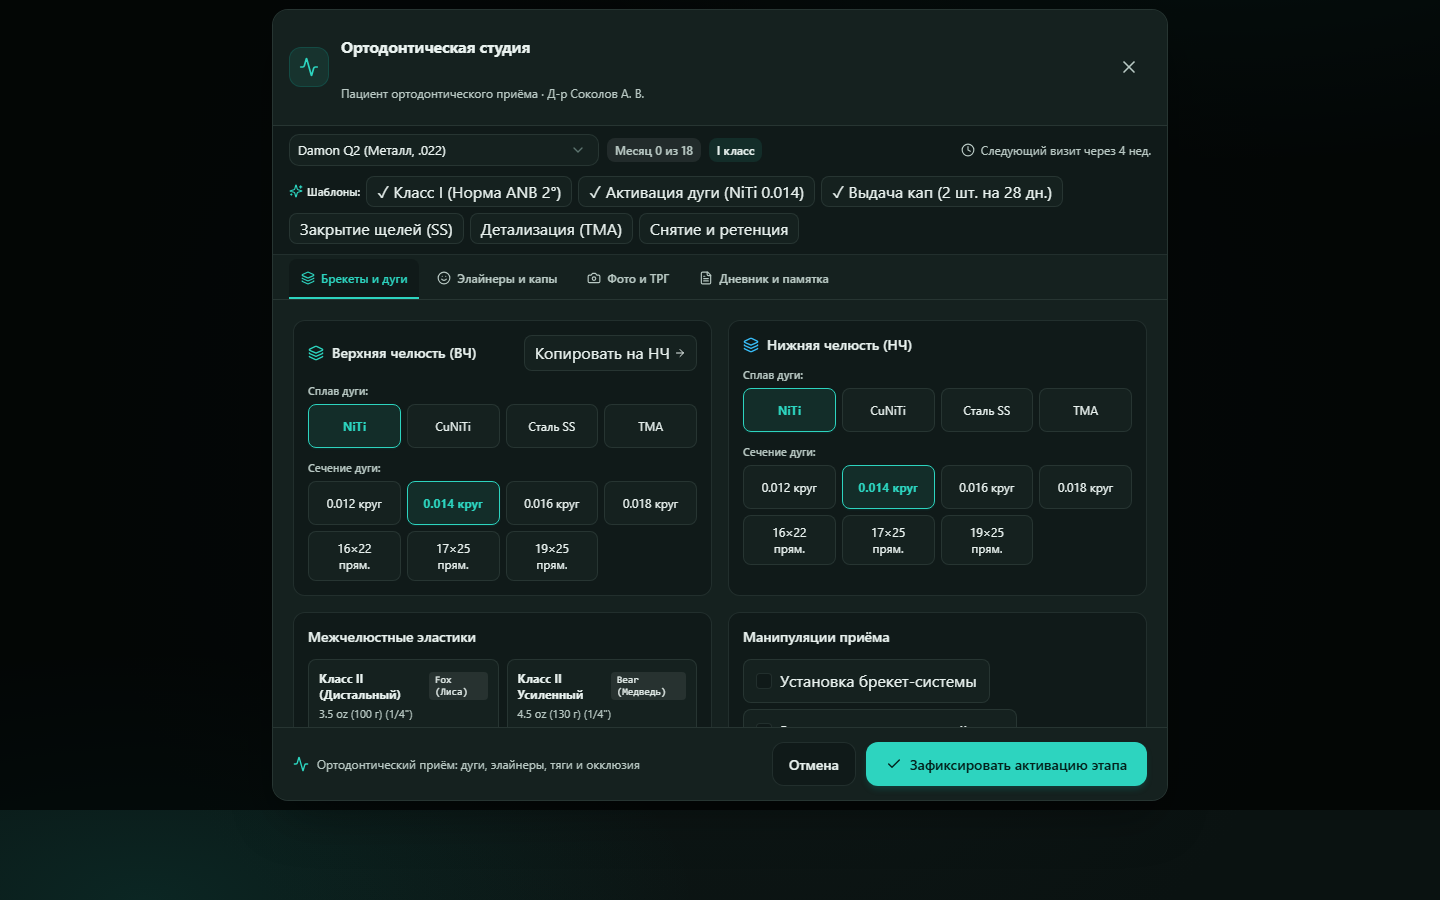 Ортодонтическая студия
Пациент ортодонтического приёма · Д-р Соколов А. В.
Damon Q2 (Металл, .022)
Месяц 0 из 18
I класс
Следующий визит через 4 нед.
Шаблоны:
✓ Класс I (Норма ANB 2°)
✓ Активация дуги (NiTi 0.014)
✓ Выдача кап (2 шт. на 28 дн.)
Закрытие щелей (SS)
Детализация (TMA)
Снятие и ретенция
Брекеты и дуги
Элайнеры и капы
Фото и ТРГ
Дневник и памятка
Верхняя челюсть (ВЧ)
Копировать на НЧ →
Сплав дуги:
NiTi
CuNiTi
Сталь SS
TMA
Сечение дуги:
0.012 круг
0.014 круг
0.016 круг
0.018 круг
16×22
прям.
17×25
прям.
19×25
прям.
Нижняя челюсть (НЧ)
Сплав дуги:
NiTi
CuNiTi
Сталь SS
TMA
Сечение дуги:
0.012 круг
0.014 круг
0.016 круг
0.018 круг
16×22
прям.
17×25
прям.
19×25
прям.
Межчелюстные эластики
Класс II
(Дистальный)
Fox
(Лиса)
3.5 oz (100 г) (1/4")
Класс II
Усиленный
Bear
(Медведь)
4.5 oz (130 г) (1/4")
Манипуляции приёма
Установка брекет-системы
Ортодонтический приём: дуги, элайнеры, тяги и окклюзия
Отмена
Зафиксировать активацию этапа